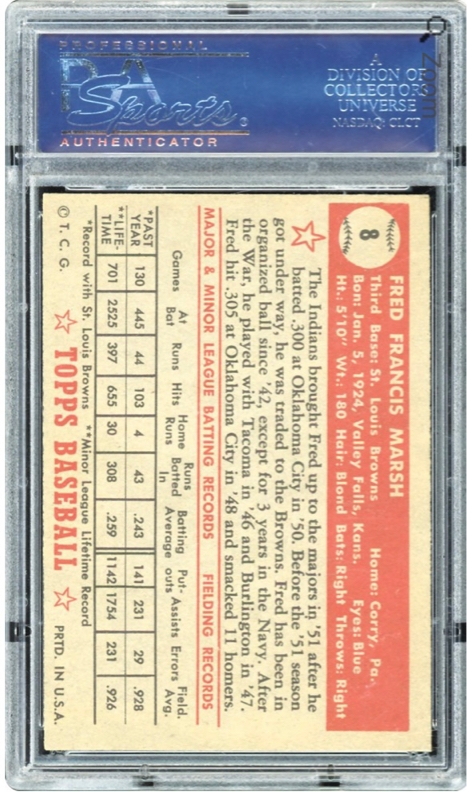 PROFESSIONAL
PSA
Sports
AUTHENTICATOR
A
DIVISION OF
COLLECTORS
UNIVERSE
NASDAQ: CLCT
Zoom
8
FRED FRANCIS MARSH
Third Base: St. Louis Browns Home: Corry, Pa.
Bon: Jan. 5, 1924, Valley Falls, Kans. Eyes: Blue
Ht.: 5'10" Wt.: 180 Hair: Blond Bats: Right Throws: Right
The Indians brought Fred up to the majors in '51 after he
batted .300 at Oklahoma City in '50. Before the '51 season
got under way, he was traded to the Browns. Fred has been in
organized ball since '42, except for 3 years in the Navy. After
the War, he played with Tacoma in '46 and Burlington in '47.
Fred hit .305 at Oklahoma City in '48 and smacked 11 homers.
MAJOR & MINOR LEAGUE BATTING RECORDS FIELDING RECORDS
Games At Bat Runs Hits Home Runs Runs Batted In Batting Average Put-outs Assists Errors Field. Avg.
*PAST YEAR 130 445 44 103 4 43 .243 141 231 29 .928
**LIFE-TIME 701 2525 397 655 30 308 .259 1142 1754 231 .926
*Record with St. Louis Browns **Minor League Lifetime Record
© T. C. G. TOPPS BASEBALL PRTD. IN U.S.A.